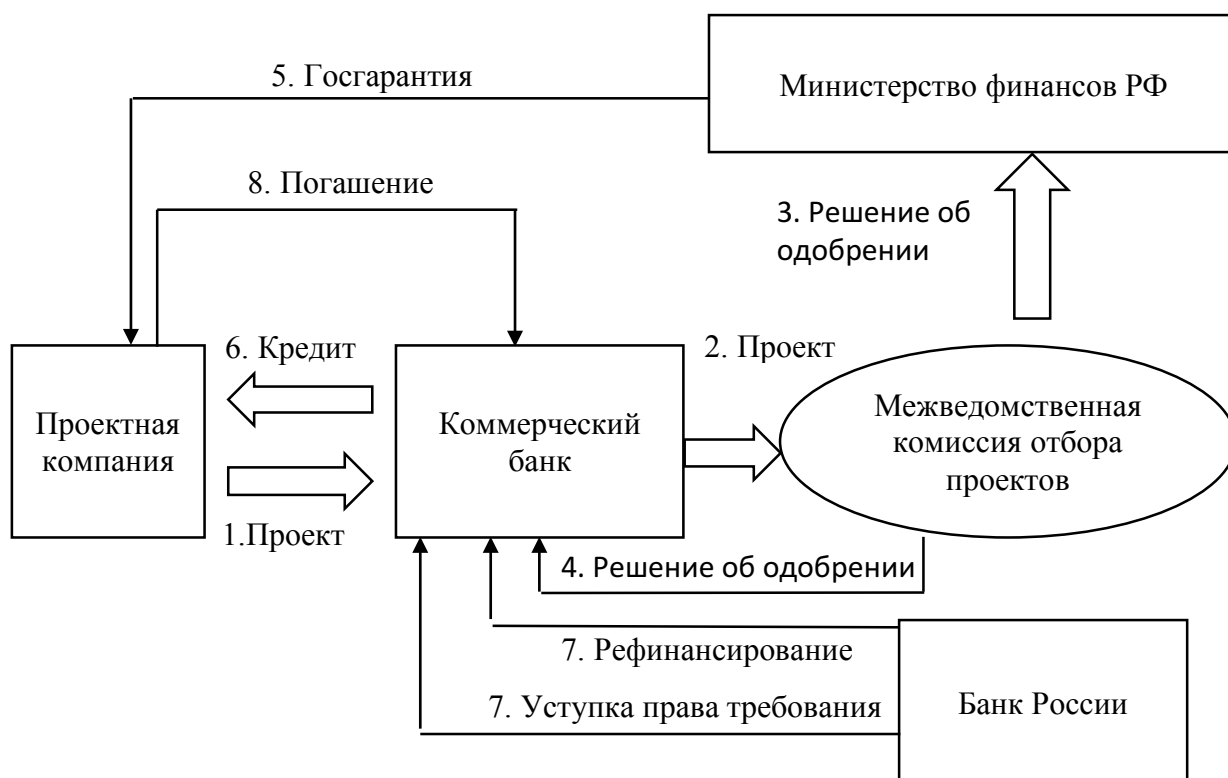 5. Госгарантия
Министерство финансов РФ
8. Погашение
3. Решение об
одобрении
6. Кредит
2. Проект
Проектная
компания
Коммерческий
банк
Межведомственная
комиссия отбора
проектов
1.Проект
4. Решение об одобрении
7. Рефинансирование
7. Уступка права требования
Банк России